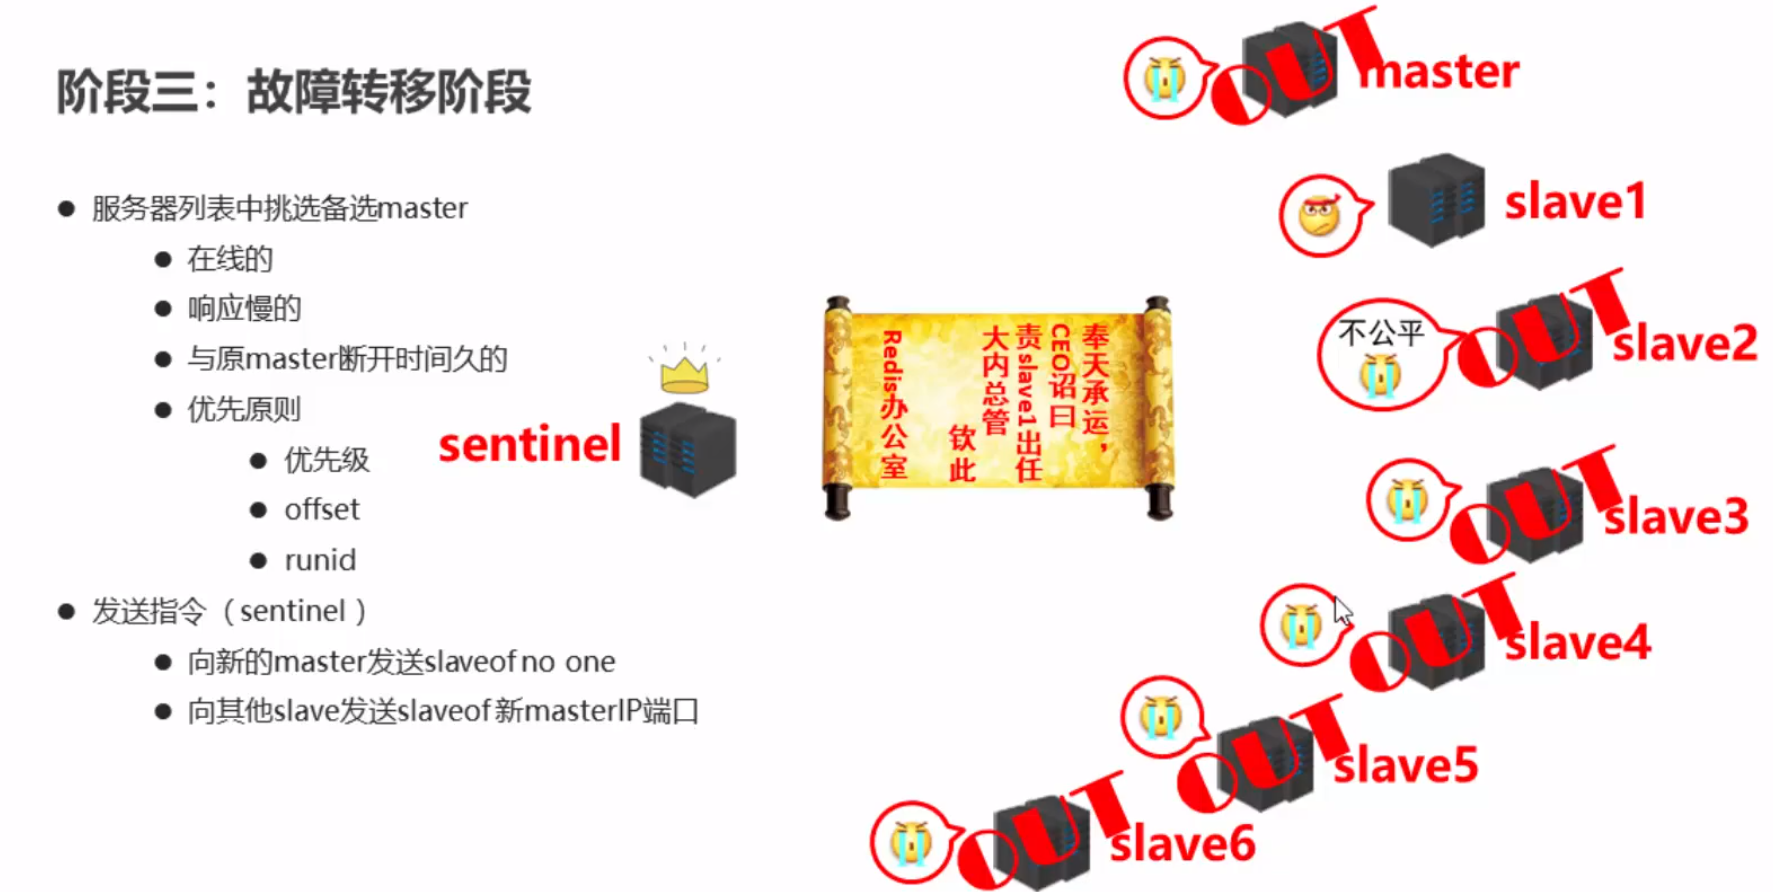 阶段三：故障转移阶段
服务器列表中挑选备选master
在线的
响应慢的
与原master断开时间久的
优先原则
优先级
offset
runid
发送指令（sentinel）
向新的master发送slaveof no one
向其他slave发送slaveof 新masterIP端口
sentinel
奉天承运，
CEO诏曰
责slave1出任
大内总管
钦此
Redis办公室
OUT
master
slave1
不公平
OUT
slave2
OUT
slave3
OUT
slave4
OUT
slave5
OUT
slave6